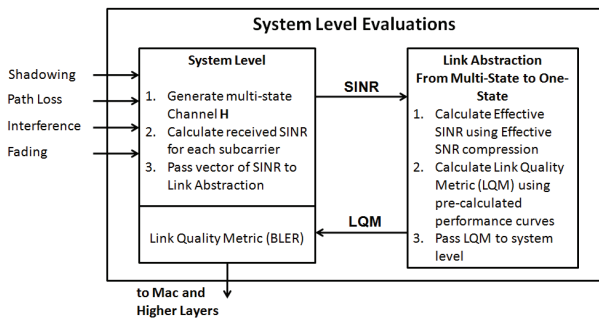 System Level Evaluations
Shadowing
Path Loss
Interference
Fading
System Level
1. Generate multi-state
Channel H
2. Calculate received SINR
for each subcarrier
3. Pass vector of SINR to
Link Abstraction
Link Quality Metric (BLER)
SINR
LQM
Link Abstraction
From Multi-State to One-
State
1. Calculate Effective
SINR using Effective
SNR compression
2. Calculate Link Quality
Metric (LQM) using
pre-calculated
performance curves
3. Pass LQM to system
level
to Mac and
Higher Layers